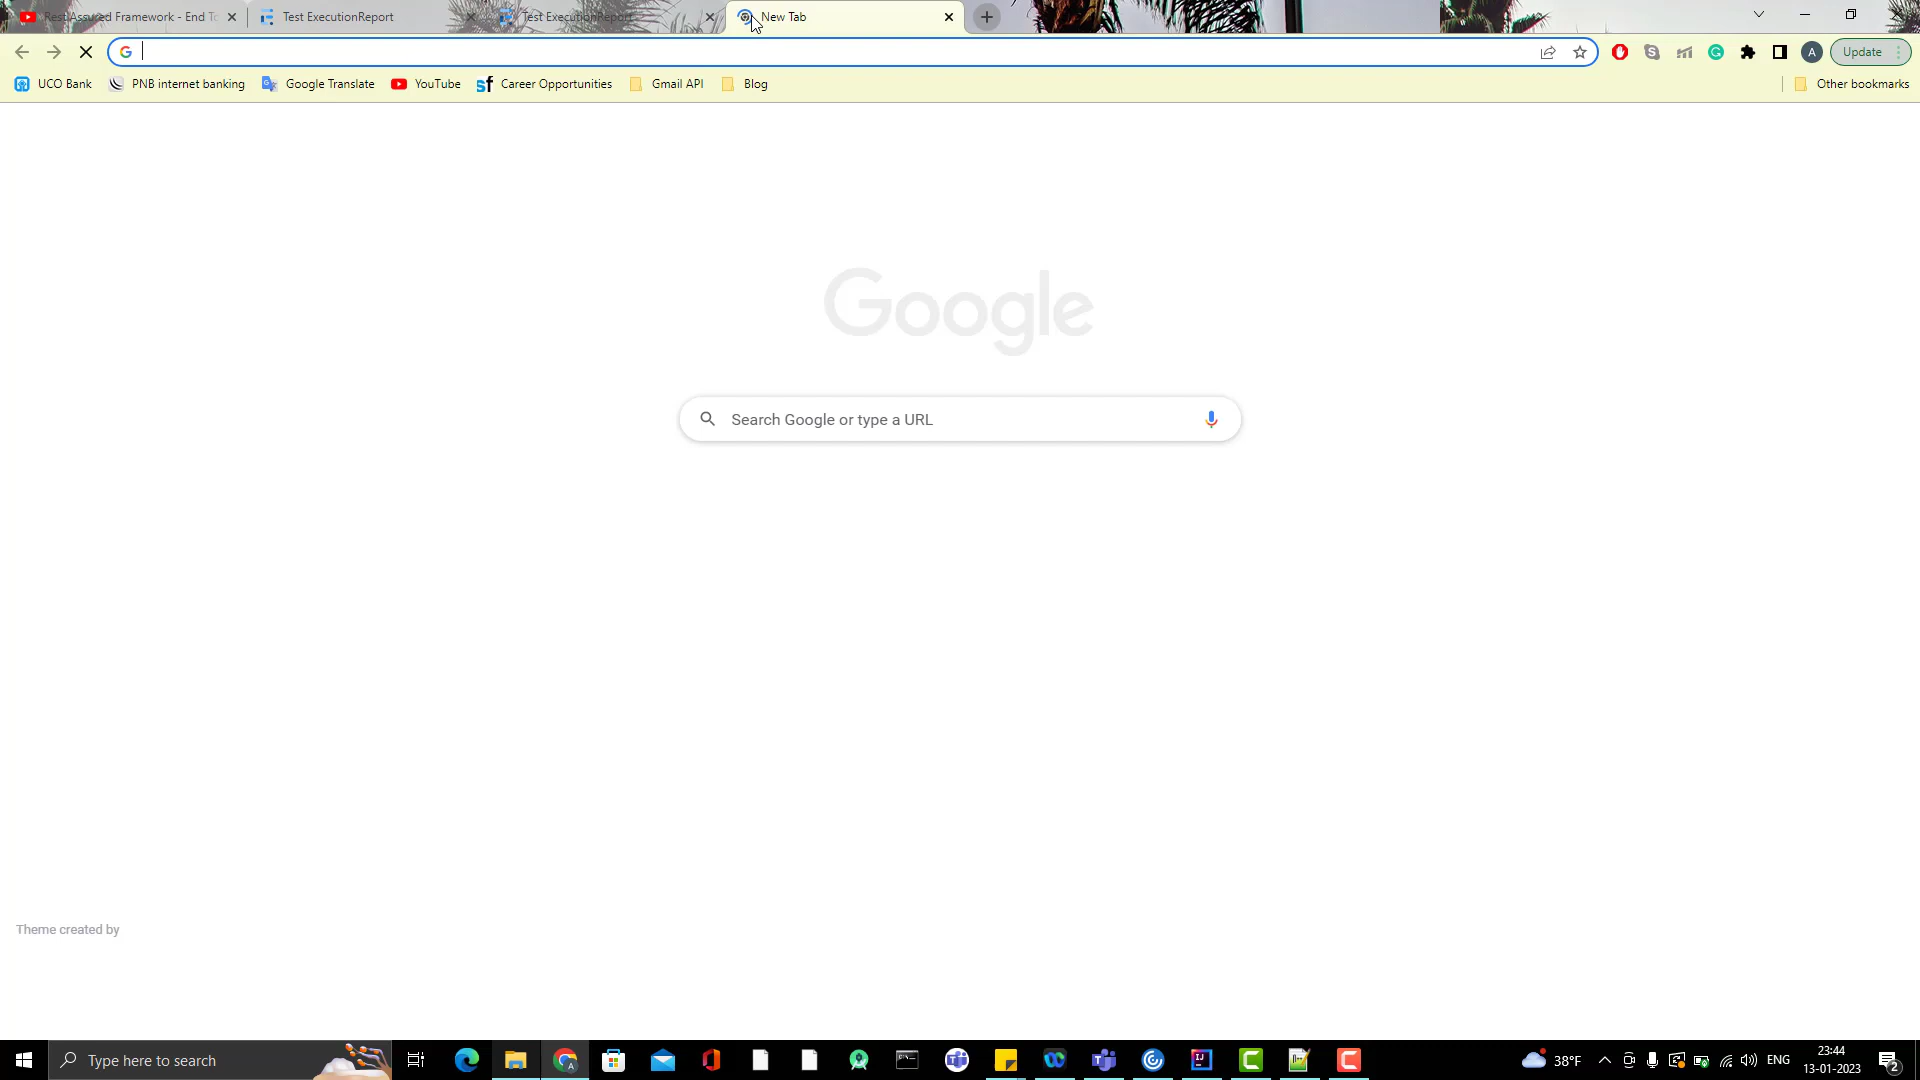 Rest Assured Framework - End To
Test ExecutionReport
Test ExecutionReport
New Tab
Update
UCO Bank
PNB internet banking
Google Translate
YouTube
Career Opportunities
Gmail API
Blog
Other bookmarks
Google
Search Google or type a URL
Theme created by
Type here to search
38°F
ENG
23:44
13-01-2023
2